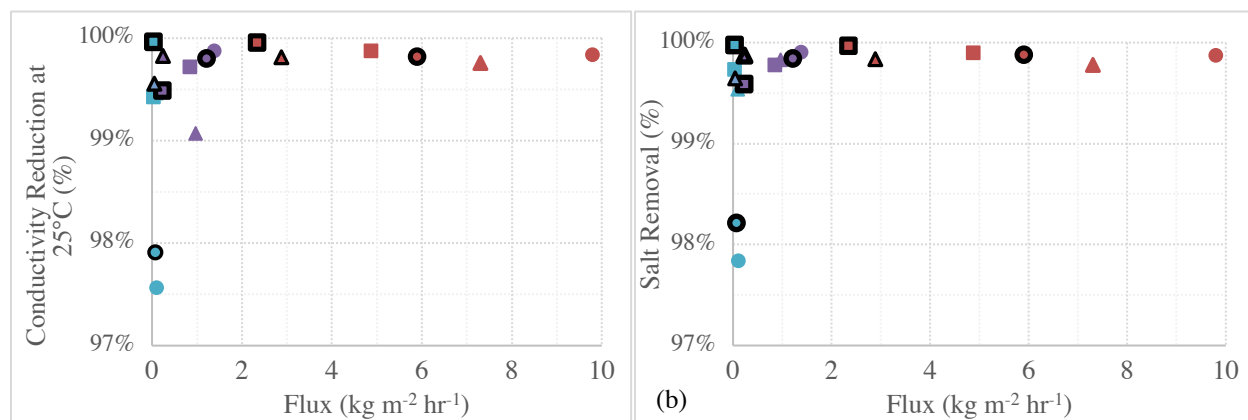 Conductivity Reduction at
25°C (%)
100%
99%
98%
97%
0 2 4 6 8 10
Flux (kg m⁻² hr⁻¹)
Salt Removal (%)
100%
99%
98%
97%
0 2 4 6 8 10
(b) Flux (kg m⁻² hr⁻¹)